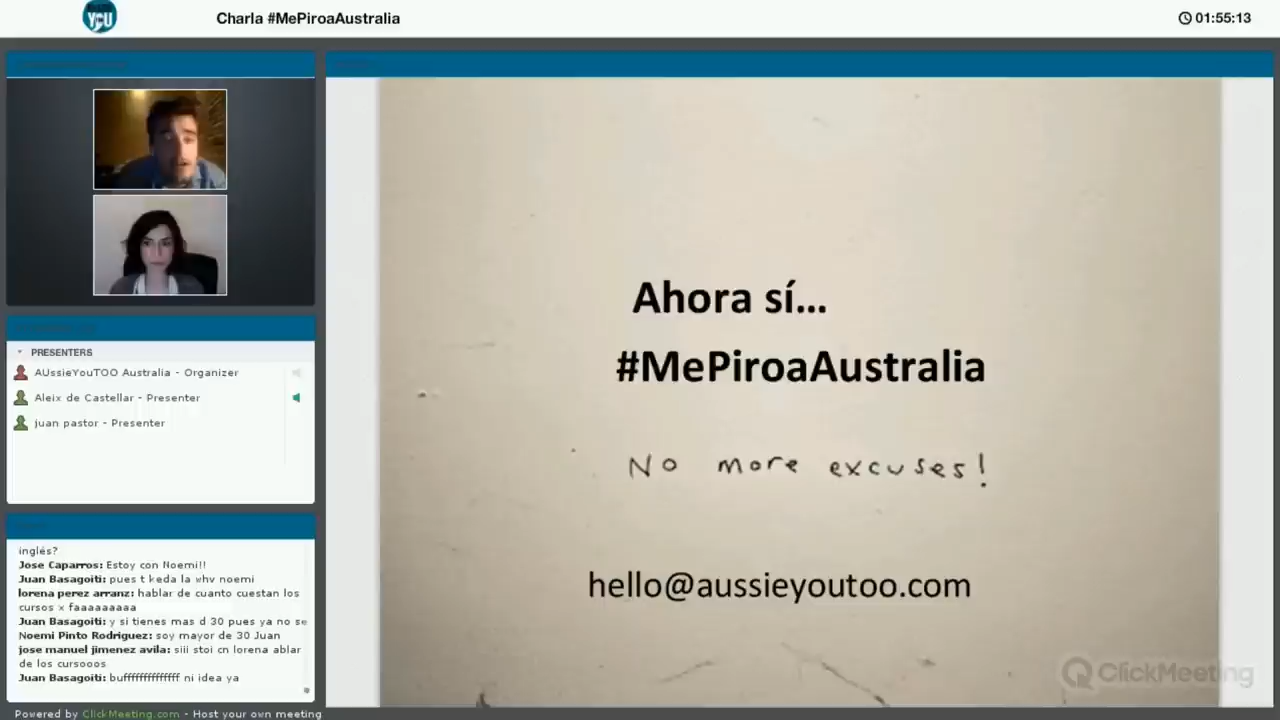 YOU
Charla #MePiroaAustralia
01:55:13
PRESENTERS
AUssieYouTOO Australia - Organizer
Aleix de Castellar - Presenter
juan pastor - Presenter
inglés?
Jose Caparros: Estoy con Noemi!!
Juan Basagoiti: pues t keda la whv noemi
lorena perez arranz: hablar de cuanto cuestan los
cursos x faaaaaaaa
Juan Basagoiti: y si tienes mas d 30 pues ya no se
Noemi Pinto Rodriguez: soy mayor de 30 Juan
jose manuel jimenez avila: siii stoi cn lorena ablar
de los cursooos
Juan Basagoiti: buffffffffffffff ni idea ya
Powered by ClickMeeting.com - Host your own meeting
Ahora sí...
#MePiroaAustralia
No more excuses!
hello@aussieyoutoo.com
ClickMeeting